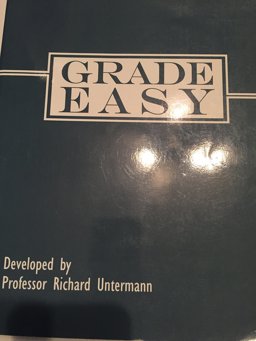 GRADE
EASY
Developed by
Professor Richard Untermann